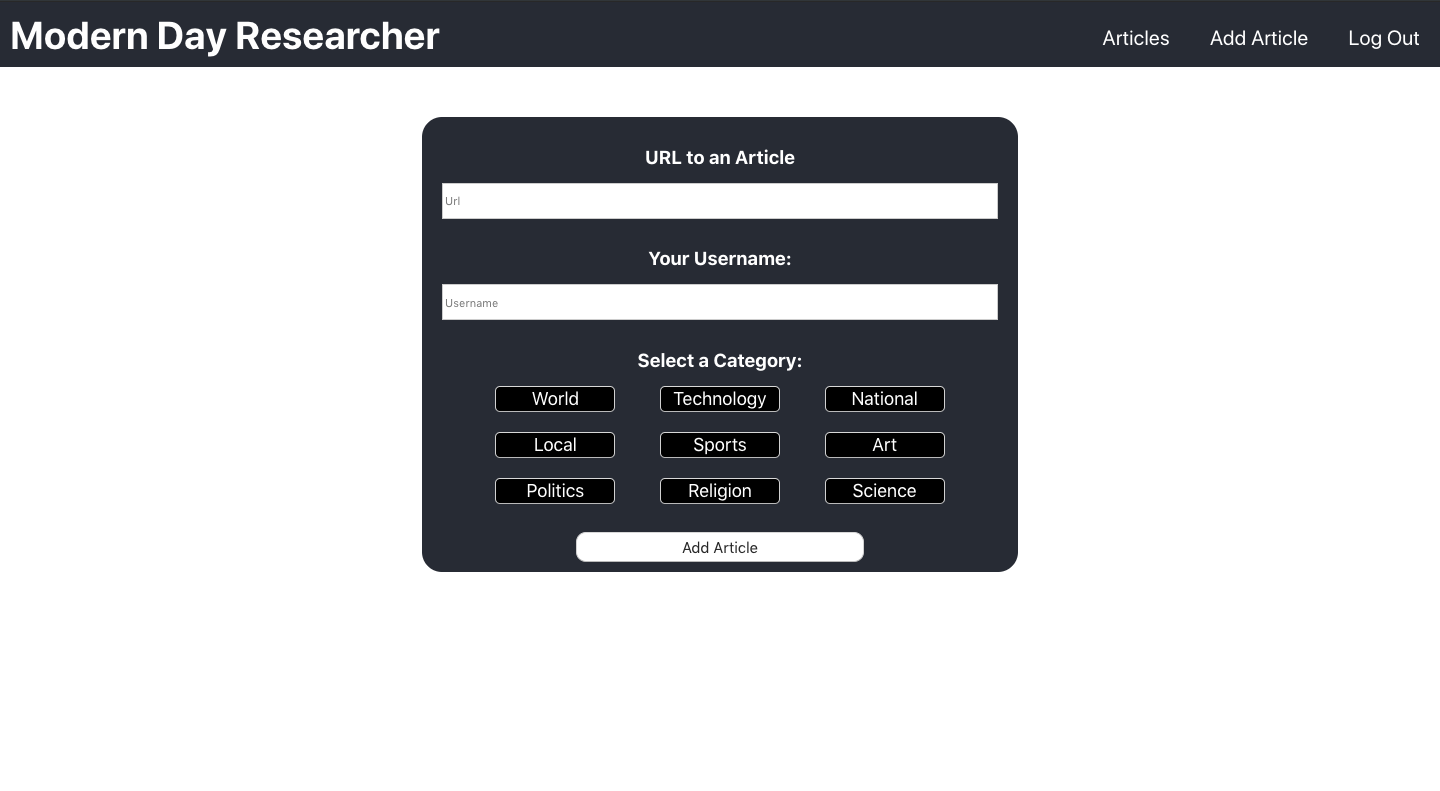 Modern Day Researcher
Articles Add Article Log Out
URL to an Article
Url
Your Username:
Username
Select a Category:
World Technology National
Local Sports Art
Politics Religion Science
Add Article